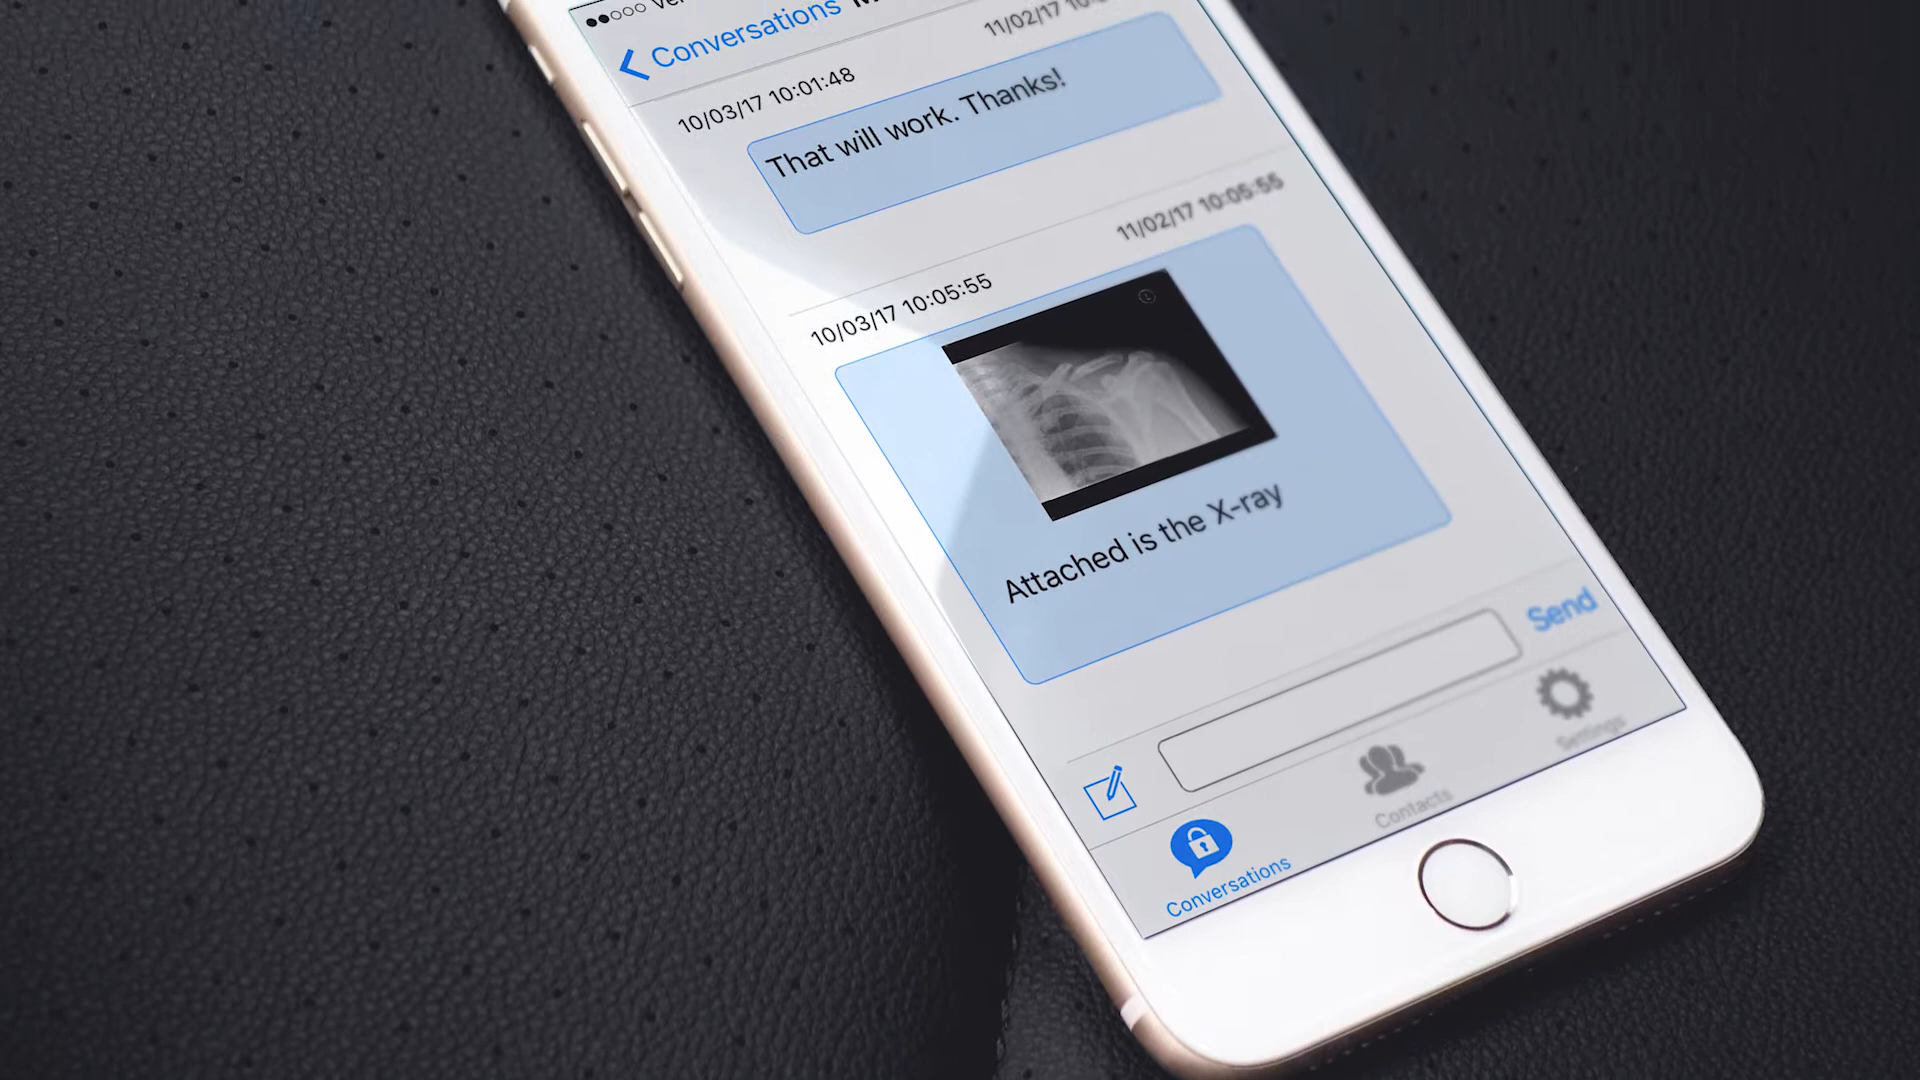 Conversations
11/02/17
10/03/17 10:01:48
That will work. Thanks!
11/02/17 10:05:55
10/03/17 10:05:55
Attached is the X-ray
Send
Settings
Contacts
Conversations